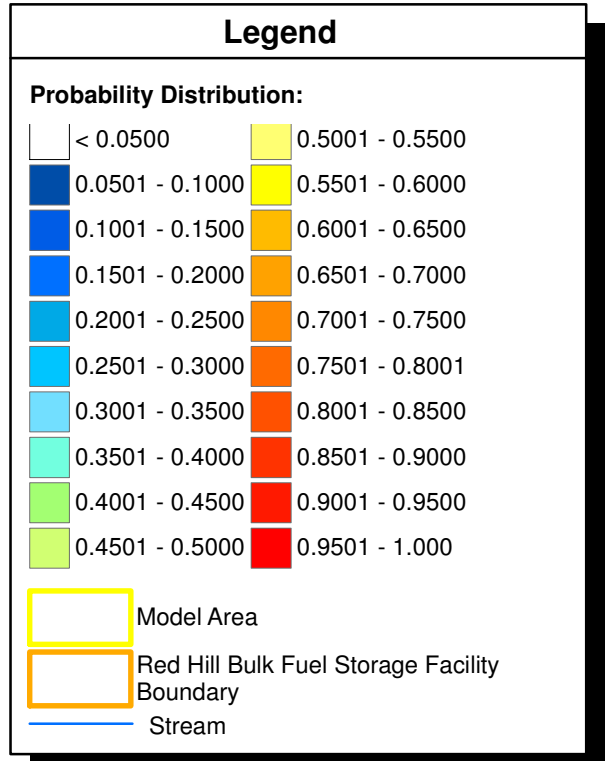 Legend
Probability Distribution:
< 0.0500
0.0501 - 0.1000
0.1001 - 0.1500
0.1501 - 0.2000
0.2001 - 0.2500
0.2501 - 0.3000
0.3001 - 0.3500
0.3501 - 0.4000
0.4001 - 0.4500
0.4501 - 0.5000
0.5001 - 0.5500
0.5501 - 0.6000
0.6001 - 0.6500
0.6501 - 0.7000
0.7001 - 0.7500
0.7501 - 0.8001
0.8001 - 0.8500
0.8501 - 0.9000
0.9001 - 0.9500
0.9501 - 1.000
Model Area
Red Hill Bulk Fuel Storage Facility
Boundary
Stream